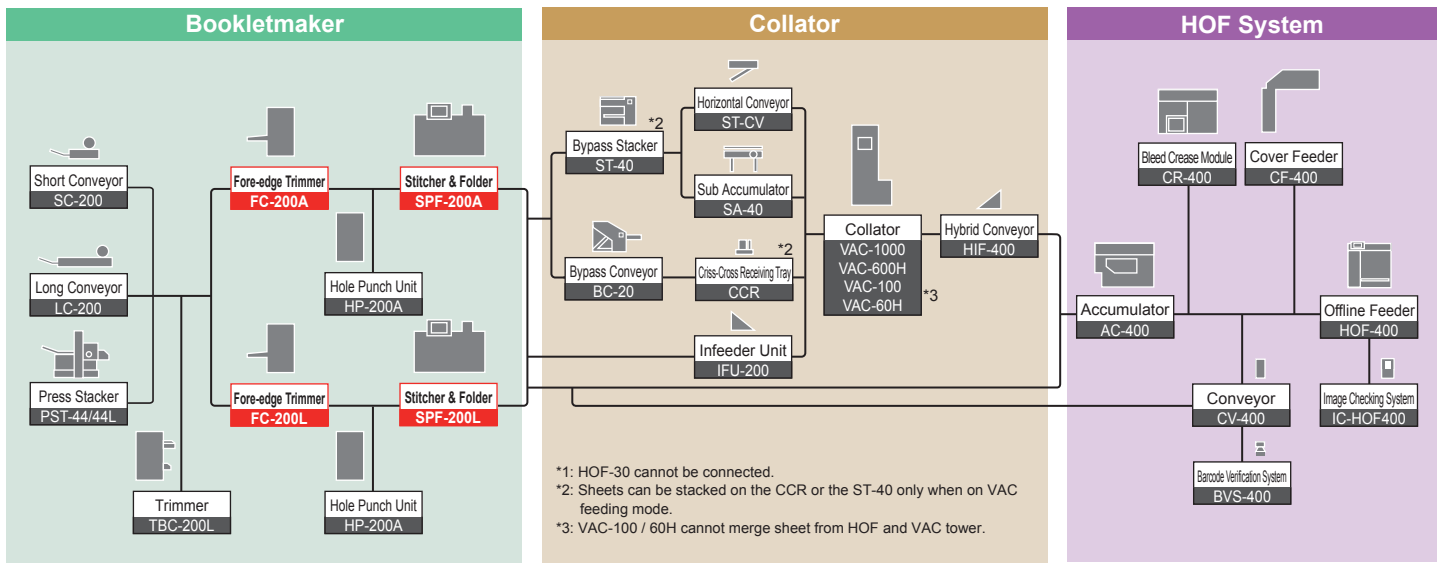 Bookletmaker
Short Conveyor
SC-200
Long Conveyor
LC-200
Press Stacker
PST-44/44L
Trimmer
TBC-200L
Fore-edge Trimmer
FC-200A
Hole Punch Unit
HP-200A
Stitcher & Folder
SPF-200A
Fore-edge Trimmer
FC-200L
Hole Punch Unit
HP-200A
Stitcher & Folder
SPF-200L
Collator
*2
Bypass Stacker
ST-40
Horizontal Conveyor
ST-CV
Sub Accumulator
SA-40
Bypass Conveyor
BC-20
*2
Criss-Cross Receiving Tray
CCR
Infeeder Unit
IFU-200
Collator
VAC-1000
VAC-600H
VAC-100
VAC-60H
*3
Hybrid Conveyor
HIF-400
*1: HOF-30 cannot be connected.
*2: Sheets can be stacked on the CCR or the ST-40 only when on VAC
feeding mode.
*3: VAC-100 / 60H cannot merge sheet from HOF and VAC tower.
HOF System
Bleed Crease Module
CR-400
Cover Feeder
CF-400
Accumulator
AC-400
Offline Feeder
HOF-400
Conveyor
CV-400
Image Checking System
IC-HOF400
Barcode Verification System
BVS-400